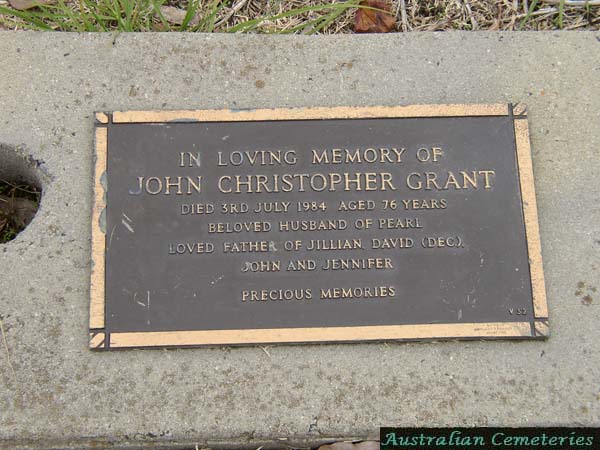 IN LOVING MEMORY OF
JOHN CHRISTOPHER GRANT
DIED 3RD JULY 1984 AGED 76 YEARS
BELOVED HUSBAND OF PEARL
LOVED FATHER OF JILLIAN, DAVID (DEC),
JOHN AND JENNIFER
PRECIOUS MEMORIES
V 53
Australian Cemeteries